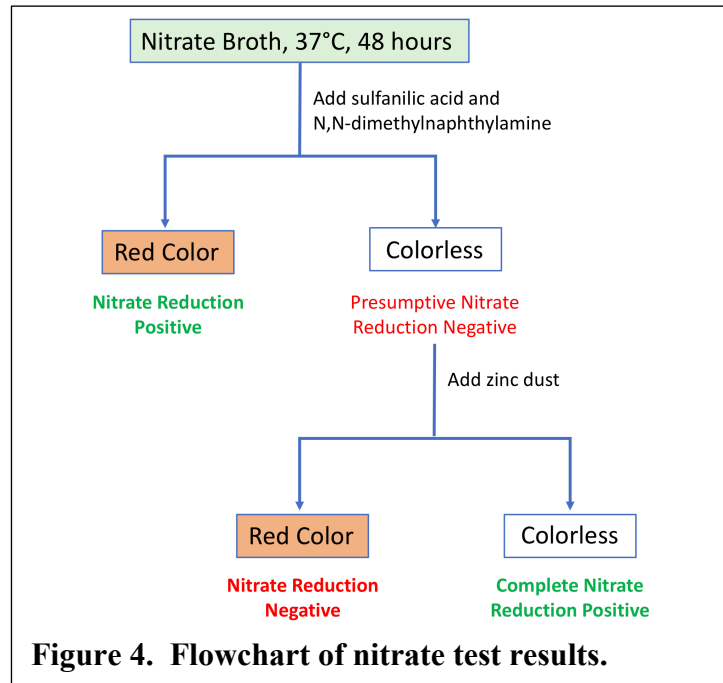 Nitrate Broth, 37°C, 48 hours
Add sulfanilic acid and
N,N-dimethylnaphthylamine
Red Color
Colorless
Nitrate Reduction
Positive
Presumptive Nitrate
Reduction Negative
Add zinc dust
Red Color
Colorless
Nitrate Reduction
Negative
Complete Nitrate
Reduction Positive
Figure 4. Flowchart of nitrate test results.